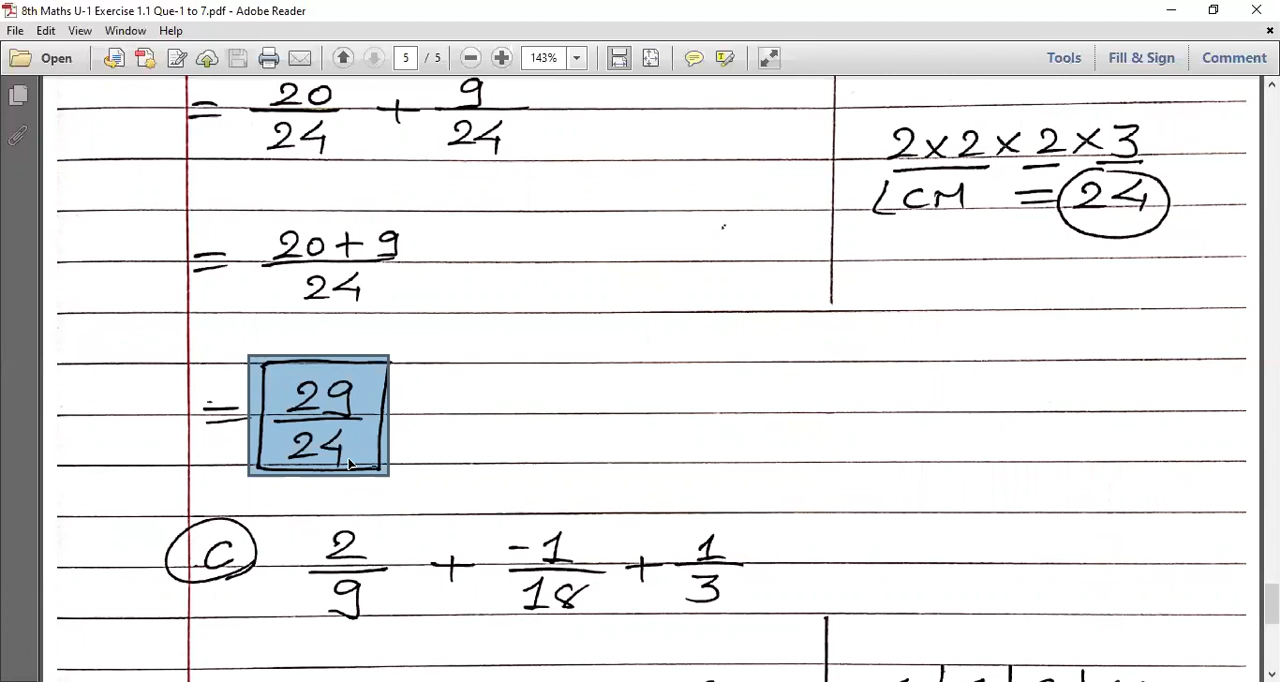 8th Maths U-1 Exercise 1.1 Que-1 to 7.pdf - Adobe Reader
File Edit View Window Help
Open 5 / 5 143% Tools Fill & Sign Comment
= 20/24 + 9/24
2×2×2×3
LCM = 24
= 20+9/24
= 29/24
C 2/9 + -1/18 + 1/3